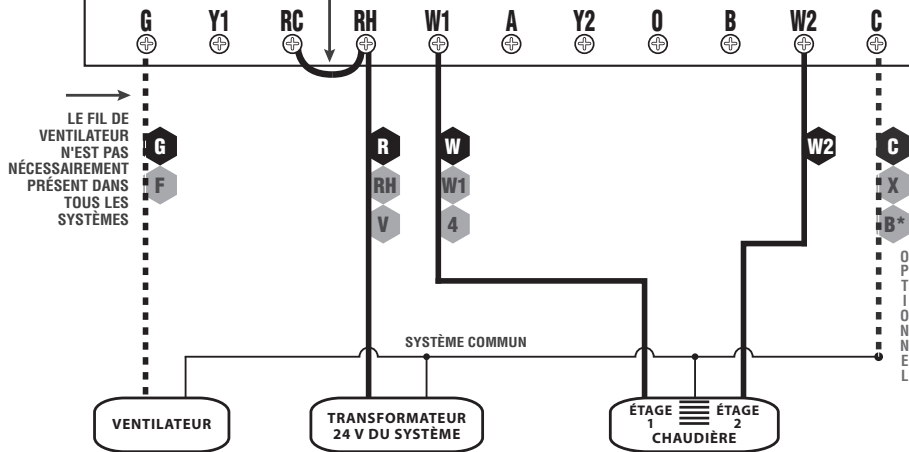 G Y1 RC RH W1 A Y2 O B W2 C
LE FIL DE
VENTILATEUR
N'EST PAS
NÉCESSAIREMENT
PRÉSENT DANS
TOUS LES
SYSTÈMES
G R W W2 C
F RH W1 X
V 4 B*
OPTIONNEL
SYSTÈME COMMUN
VENTILATEUR
TRANSFORMATEUR
24 V DU SYSTÈME
ÉTAGE
1
ÉTAGE
2
CHAUDIÈRE